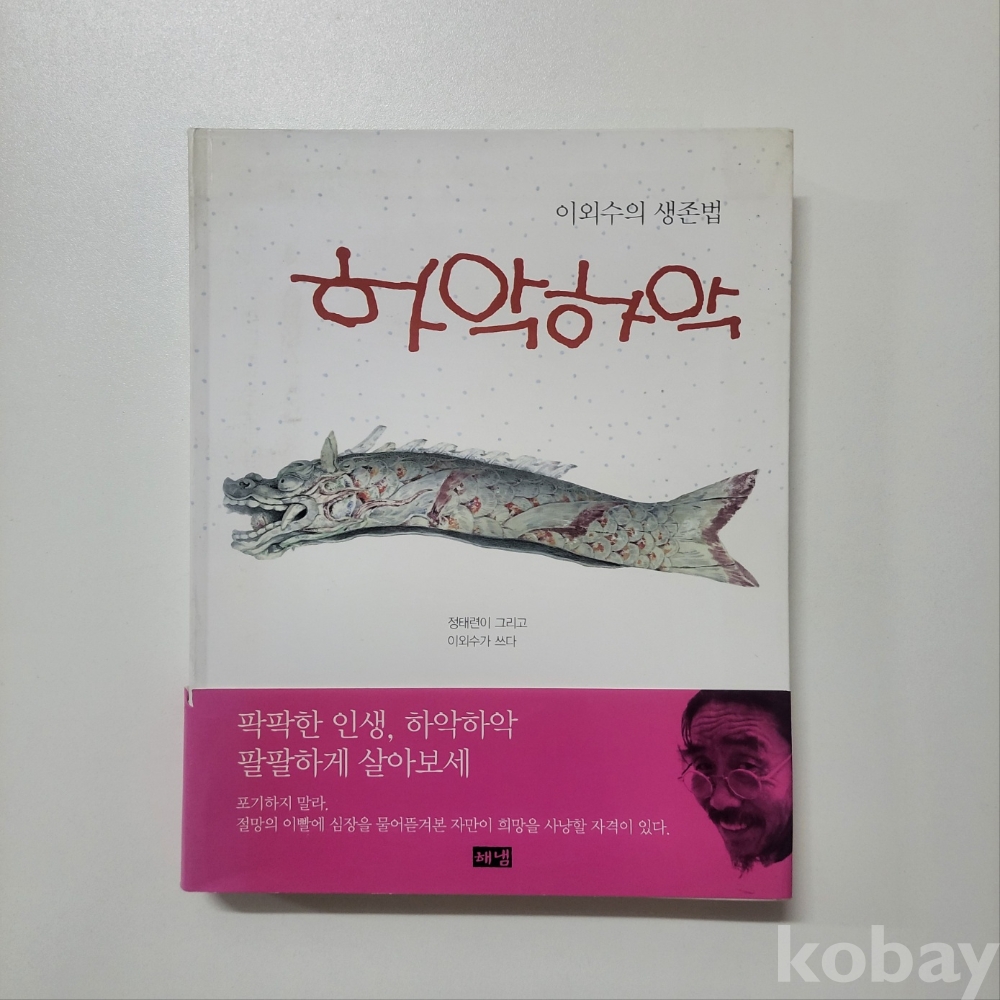 이외수의 생존법
하악하악
정태련이 그리고
이외수가 쓰다
팍팍한 인생, 하악하악
팔팔하게 살아보세
포기하지 말라.
절망의 이빨에 심장을 물어뜯겨본 자만이 희망을 사냥할 자격이 있다.
해냄
kobay